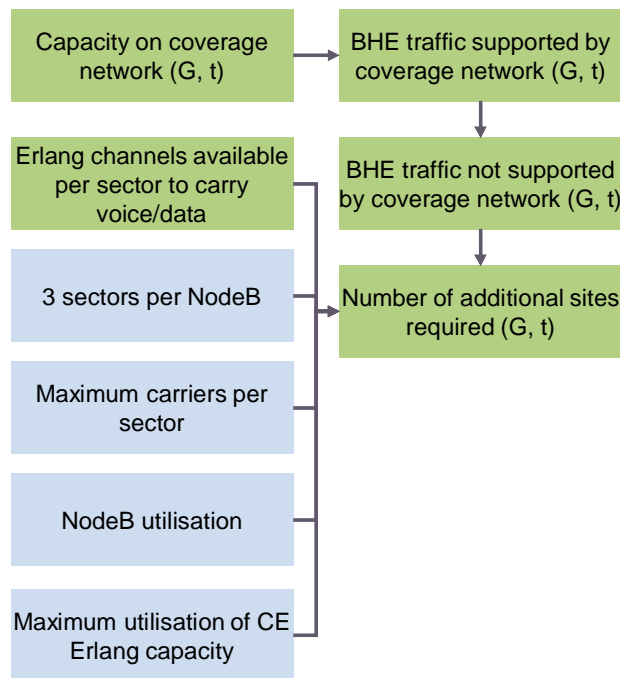 Capacity on coverage
network (G, t)
BHE traffic supported by
coverage network (G, t)
Erlang channels available
per sector to carry
voice/data
BHE traffic not supported
by coverage network (G, t)
3 sectors per NodeB
Number of additional sites
required (G, t)
Maximum carriers per
sector
NodeB utilisation
Maximum utilisation of CE
Erlang capacity